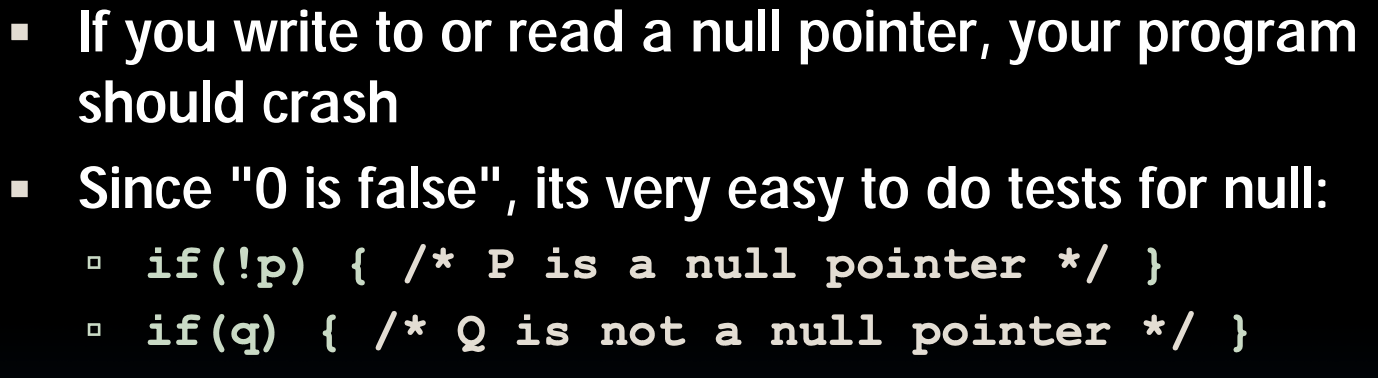 If you write to or read a null pointer, your program
should crash
Since "0 is false", its very easy to do tests for null:
if(!p) { /* P is a null pointer */ }
if(q) { /* Q is not a null pointer */ }